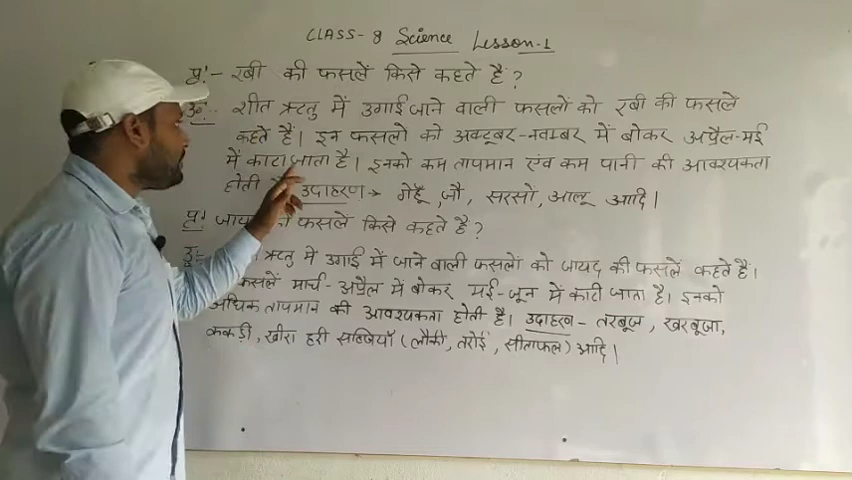 CLASS-8 Science Lesson-1
प्र!- रबी की फसलें किसे कहते हैं?
उ०-. शीत ऋतु में उगाई जाने वाली फसलों को रबी की फसलें
कहते हैं। इन फसलो को अक्टूबर-नवम्बर में बोकर अप्रैल-मई
में काटा जाता है। इनको कम तापमान एंव कम पानी की आवश्यकता
होती उदाहरण → गेहूँ, जौ, सरसो, आलू आदि।
प्र! फसलें किसे कहते है?
उ:- ऋतु मे उगाई में जाने वाली फसलों को जायद की फसलें कहते हैं।
फसलें मार्च-अप्रैल में बोकर मई-जून में काटी जाता है। इनको
अधिक तापमान की आवश्यकता होती है। उदाहरण- तरबूज, खरबूजा,
ककड़ी, खीरा हरी सब्जियाँ (लौकी, तरोई, सीताफल) आदि।